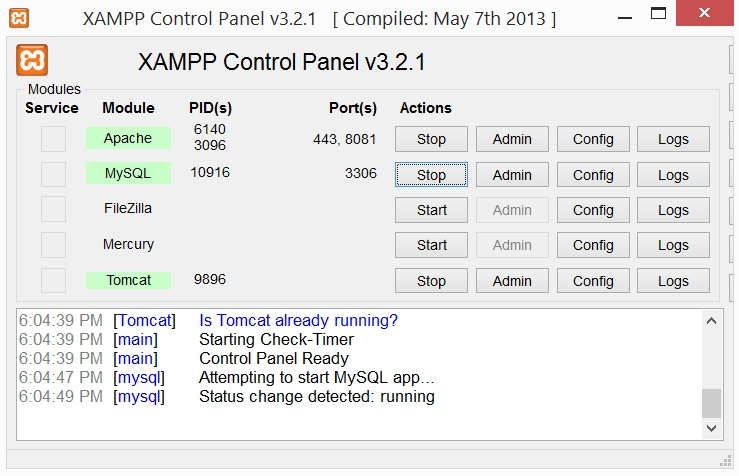 XAMPP Control Panel v3.2.1 [ Compiled: May 7th 2013 ]
XAMPP Control Panel v3.2.1
Modules
Service Module PID(s) Port(s) Actions
Apache 6140 3096 443, 8081 Stop Admin Config Logs
MySQL 10916 3306 Stop Admin Config Logs
FileZilla Start Admin Config Logs
Mercury Start Admin Config Logs
Tomcat 9896 Stop Admin Config Logs
6:04:39 PM [Tomcat] Is Tomcat already running?
6:04:39 PM [main] Starting Check-Timer
6:04:39 PM [main] Control Panel Ready
6:04:47 PM [mysql] Attempting to start MySQL app...
6:04:49 PM [mysql] Status change detected: running